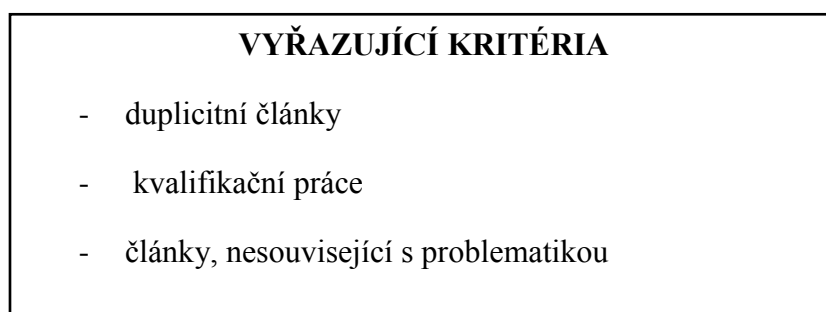 VYŘAZUJÍCÍ KRITÉRIA
- duplicitní články
- kvalifikační práce
- články, nesouvisející s problematikou